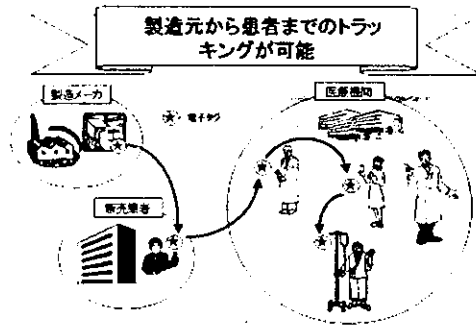 製造元から患者までのトラッ
キングが可能
製造メーカ
電子タグ
医療機関
販売業者